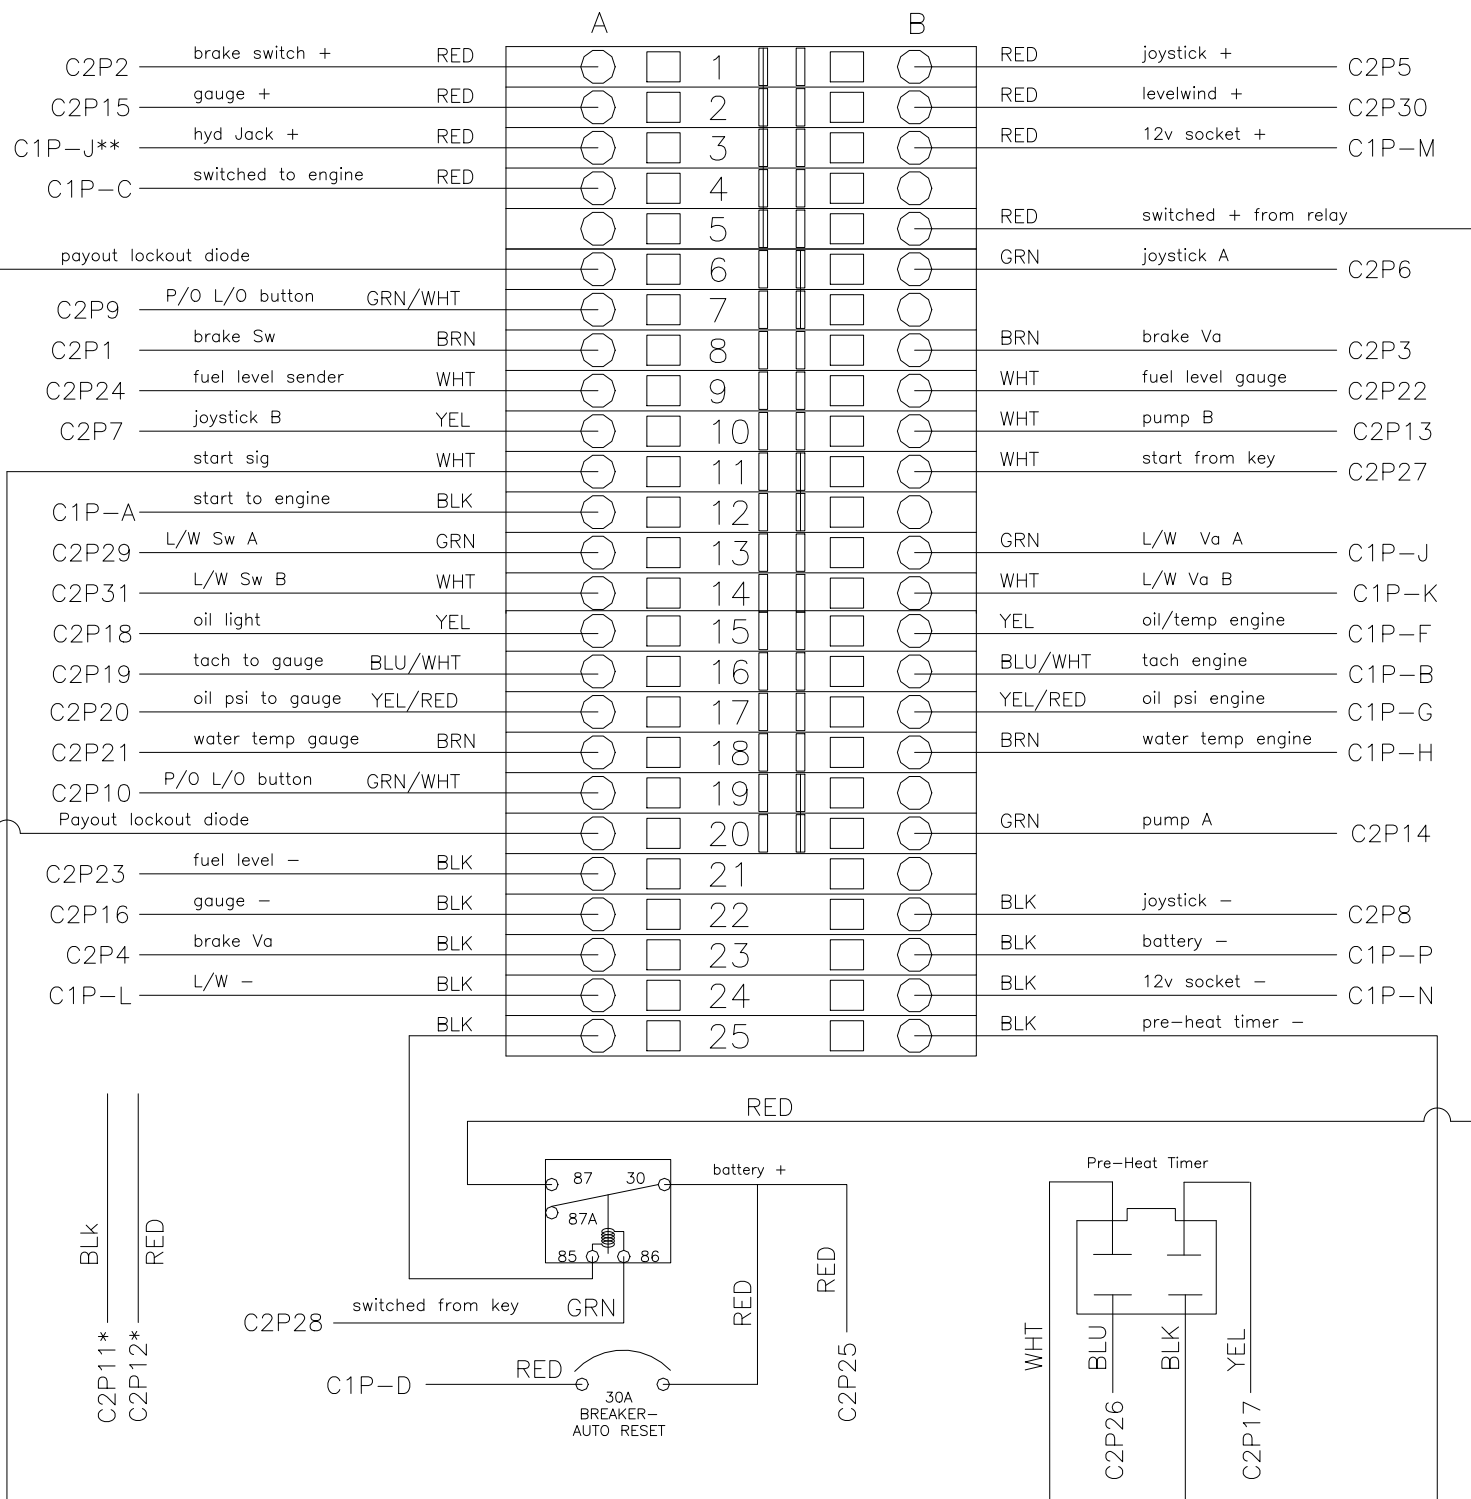 A B
C2P2 brake switch + RED 1 RED joystick + C2P5
C2P15 gauge + RED 2 RED levelwind + C2P30
C1P-J** hyd Jack + RED 3 RED 12v socket + C1P-M
C1P-C switched to engine RED 4
5 RED switched + from relay
payout lockout diode 6 GRN joystick A C2P6
C2P9 P/O L/O button GRN/WHT 7
C2P1 brake Sw BRN 8 BRN brake Va C2P3
C2P24 fuel level sender WHT 9 WHT fuel level gauge C2P22
C2P7 joystick B YEL 10 WHT pump B C2P13
start sig WHT 11 WHT start from key C2P27
C1P-A start to engine BLK 12
C2P29 L/W Sw A GRN 13 GRN L/W Va A C1P-J
C2P31 L/W Sw B WHT 14 WHT L/W Va B C1P-K
C2P18 oil light YEL 15 YEL oil/temp engine C1P-F
C2P19 tach to gauge BLU/WHT 16 BLU/WHT tach engine C1P-B
C2P20 oil psi to gauge YEL/RED 17 YEL/RED oil psi engine C1P-G
C2P21 water temp gauge BRN 18 BRN water temp engine C1P-H
C2P10 P/O L/O button GRN/WHT 19
Payout lockout diode 20 GRN pump A C2P14
C2P23 fuel level - BLK 21
C2P16 gauge - BLK 22 BLK joystick - C2P8
C2P4 brake Va BLK 23 BLK battery - C1P-P
C1P-L L/W - BLK 24 BLK 12v socket - C1P-N
BLK 25 BLK pre-heat timer -
RED
87 30 battery +
87A
85 86
BLK RED
C2P11* C2P12*
switched from key GRN
C2P28
RED RED
C2P25
C1P-D RED
30A
BREAKER-
AUTO RESET
Pre-Heat Timer
WHT BLU BLK YEL
C2P26 C2P17